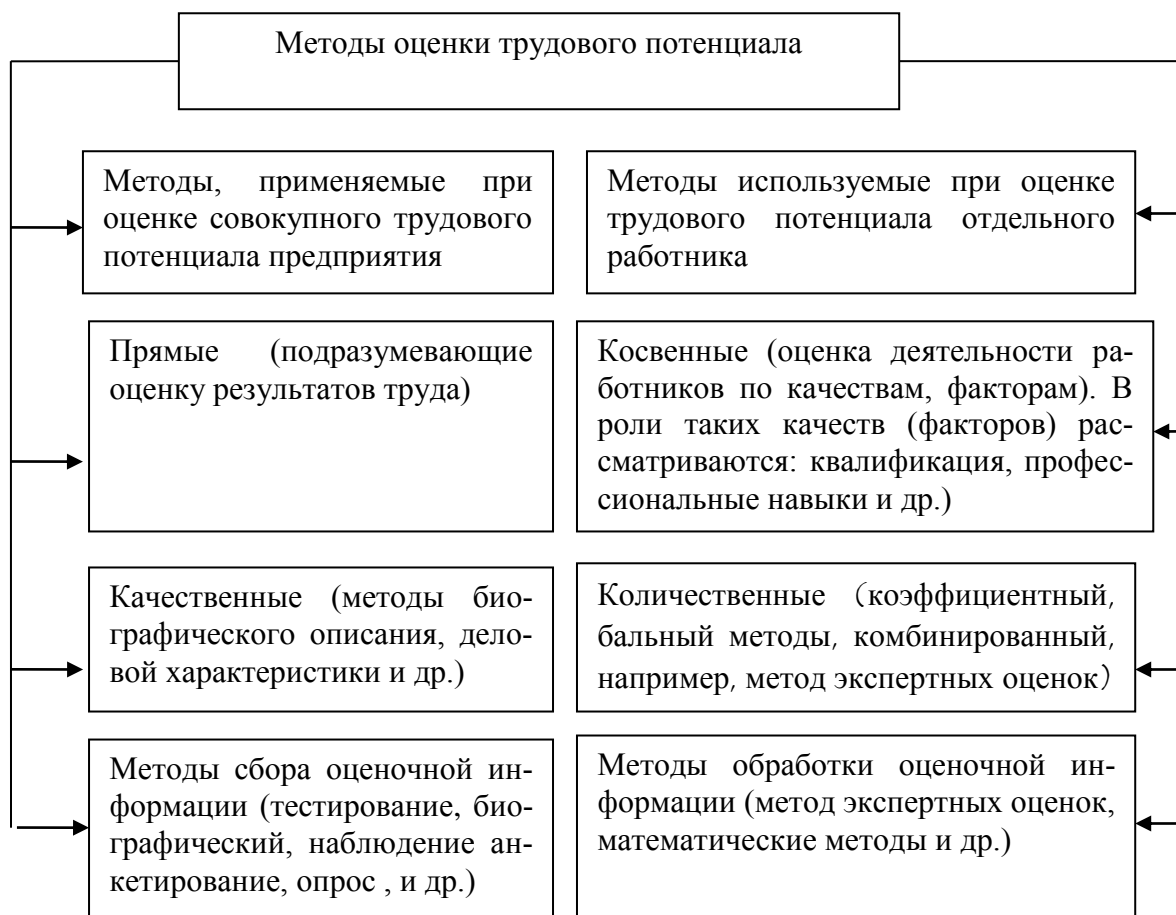 Методы оценки трудового потенциала
Методы, применяемые при
оценке совокупного трудового
потенциала предприятия
Методы используемые при оценке
трудового потенциала отдельного
работника
Прямые (подразумевающие
оценку результатов труда)
Косвенные (оценка деятельности ра-
ботников по качествам, факторам). В
роли таких качеств (факторов) рас-
сматриваются: квалификация, профес-
сиональные навыки и др.)
Качественные (методы био-
графического описания, дело-
вой характеристики и др.)
Количественные (коэффициентный,
бальный методы, комбинированный,
например, метод экспертных оценок)
Методы сбора оценочной ин-
формации (тестирование, био-
графический, наблюдение ан-
кетирование, опрос , и др.)
Методы обработки оценочной ин-
формации (метод экспертных оценок,
математические методы и др.)